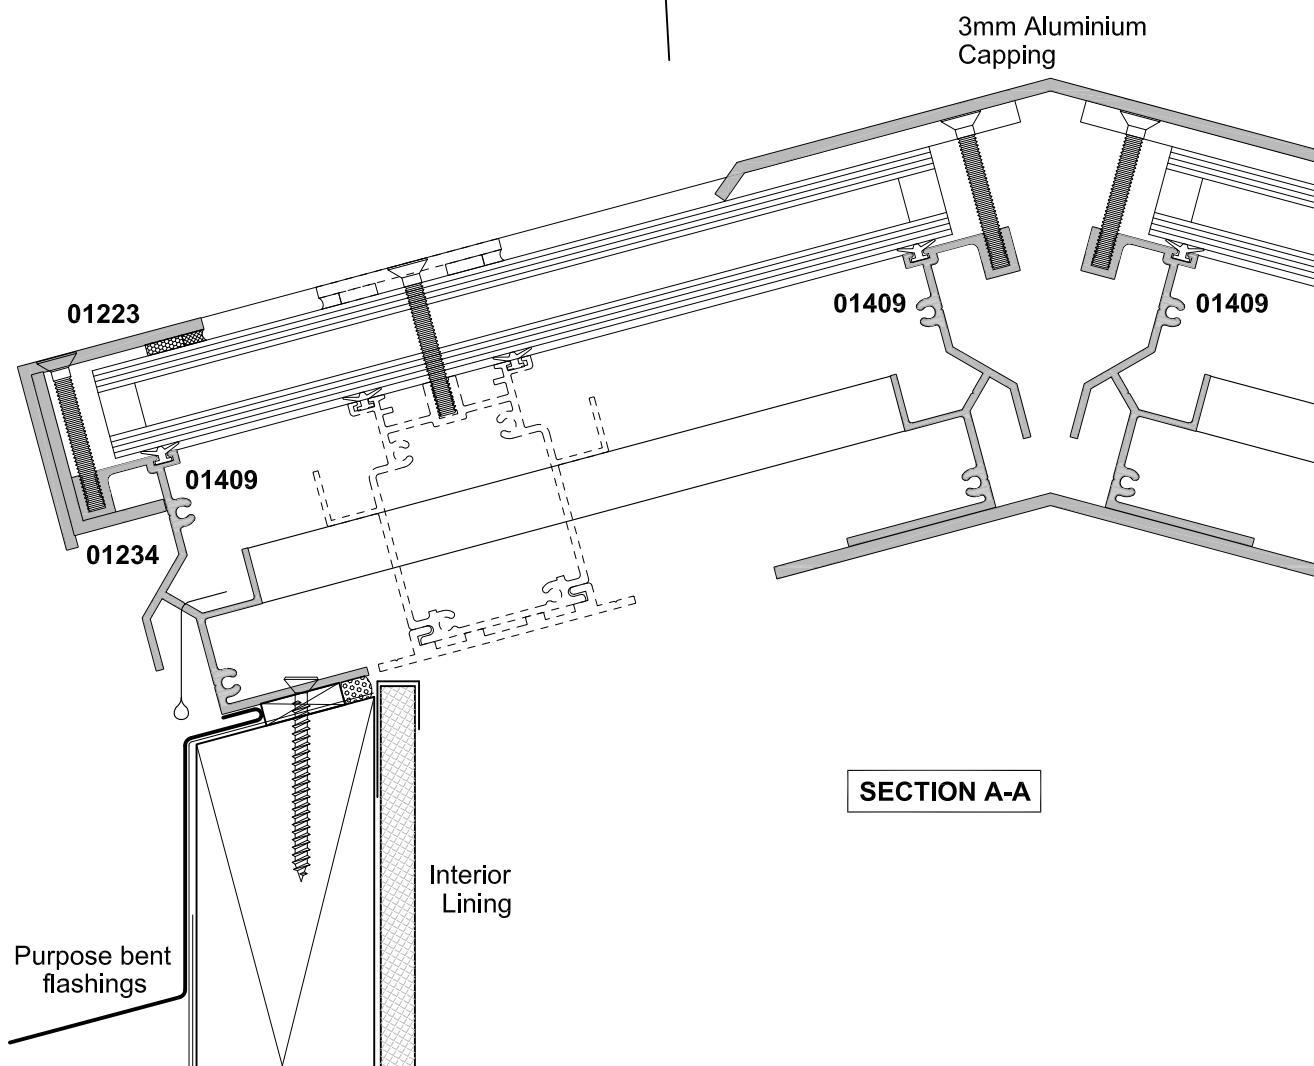 3mm Aluminium
Capping
01223
01409
01409
01409
01234
SECTION A-A
Interior
Lining
Purpose bent
flashings